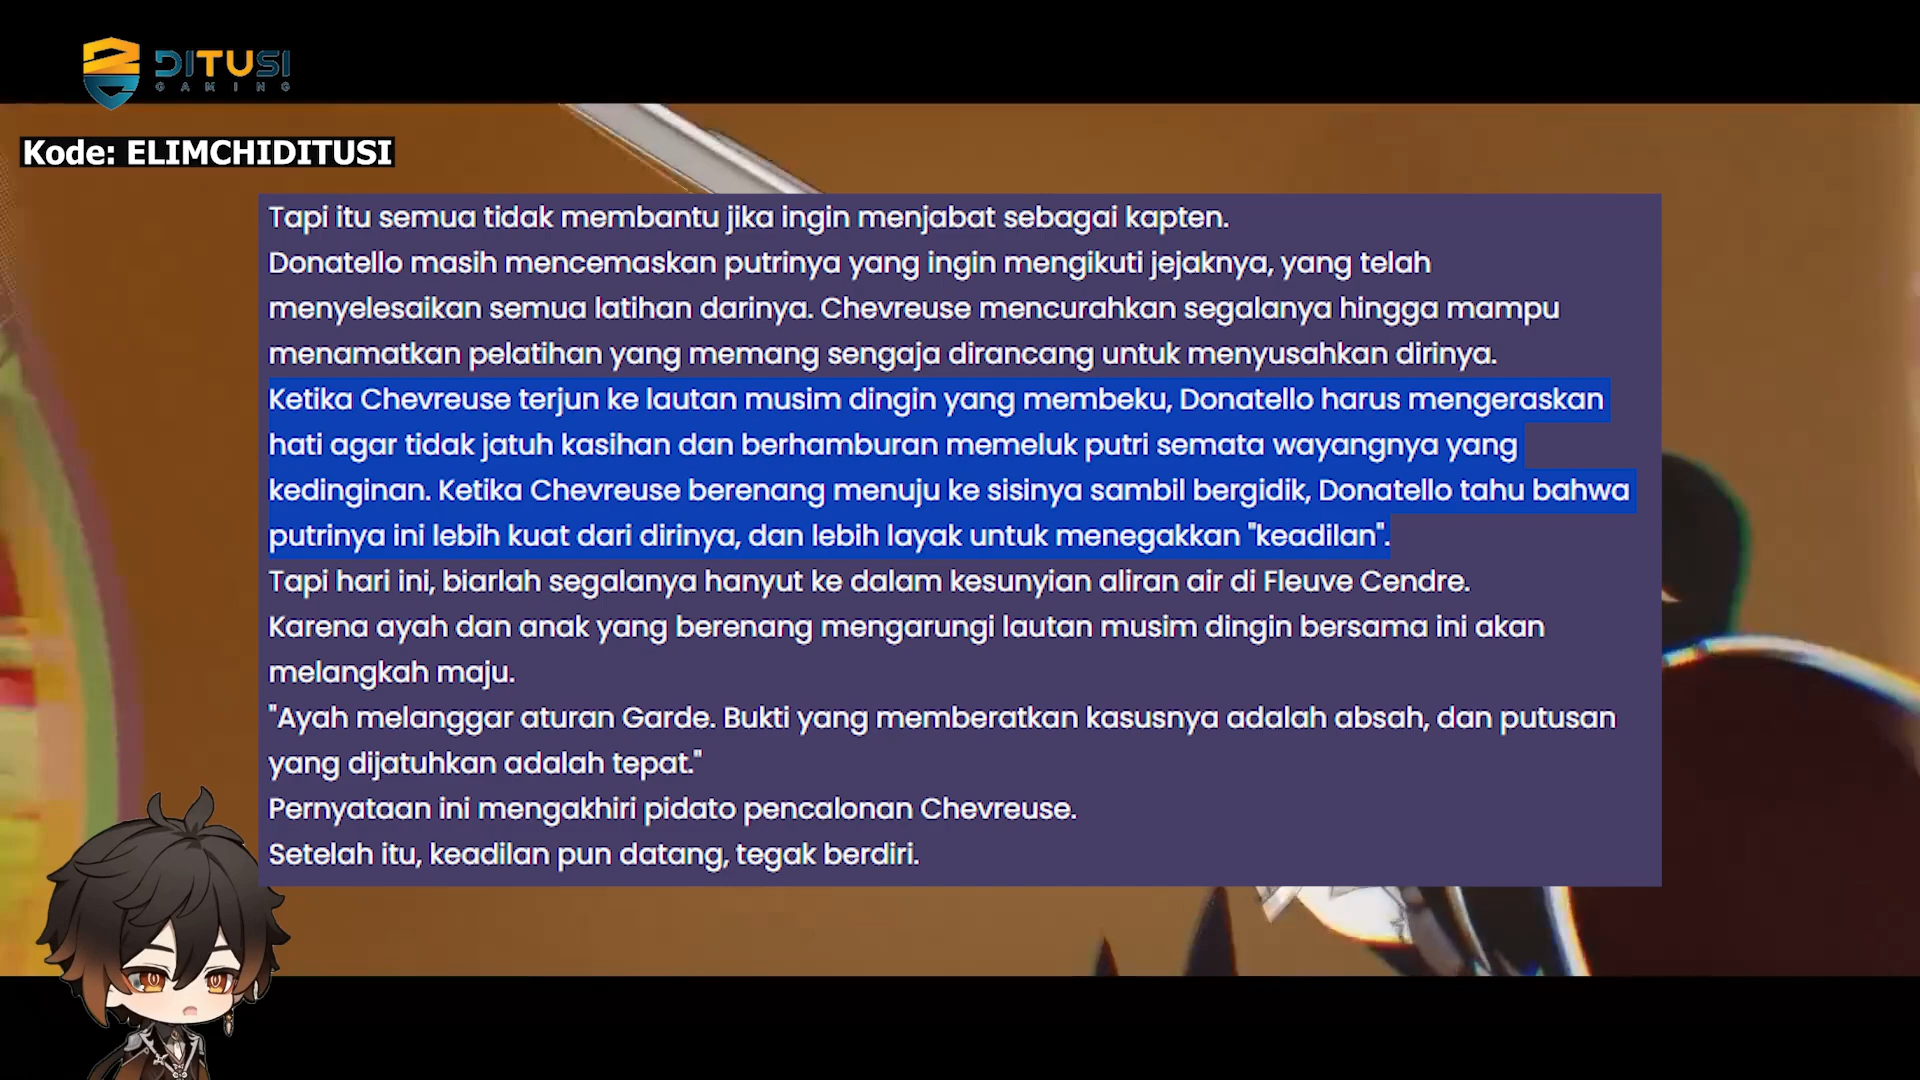 DITUSI
GAMING
Kode: ELIMCHIDITUSI
Tapi itu semua tidak membantu jika ingin menjabat sebagai kapten.
Donatello masih mencemaskan putrinya yang ingin mengikuti jejaknya, yang telah
menyelesaikan semua latihan darinya. Chevreuse mencurahkan segalanya hingga mampu
menamatkan pelatihan yang memang sengaja dirancang untuk menyusahkan dirinya.
Ketika Chevreuse terjun ke lautan musim dingin yang membeku, Donatello harus mengeraskan
hati agar tidak jatuh kasihan dan berhamburan memeluk putri semata wayangnya yang
kedinginan. Ketika Chevreuse berenang menuju ke sisinya sambil bergidik, Donatello tahu bahwa
putrinya ini lebih kuat dari dirinya, dan lebih layak untuk menegakkan "keadilan".
Tapi hari ini, biarlah segalanya hanyut ke dalam kesunyian aliran air di Fleuve Cendre.
Karena ayah dan anak yang berenang mengarungi lautan musim dingin bersama ini akan
melangkah maju.
"Ayah melanggar aturan Garde. Bukti yang memberatkan kasusnya adalah absah, dan putusan
yang dijatuhkan adalah tepat."
Pernyataan ini mengakhiri pidato pencalonan Chevreuse.
Setelah itu, keadilan pun datang, tegak berdiri.